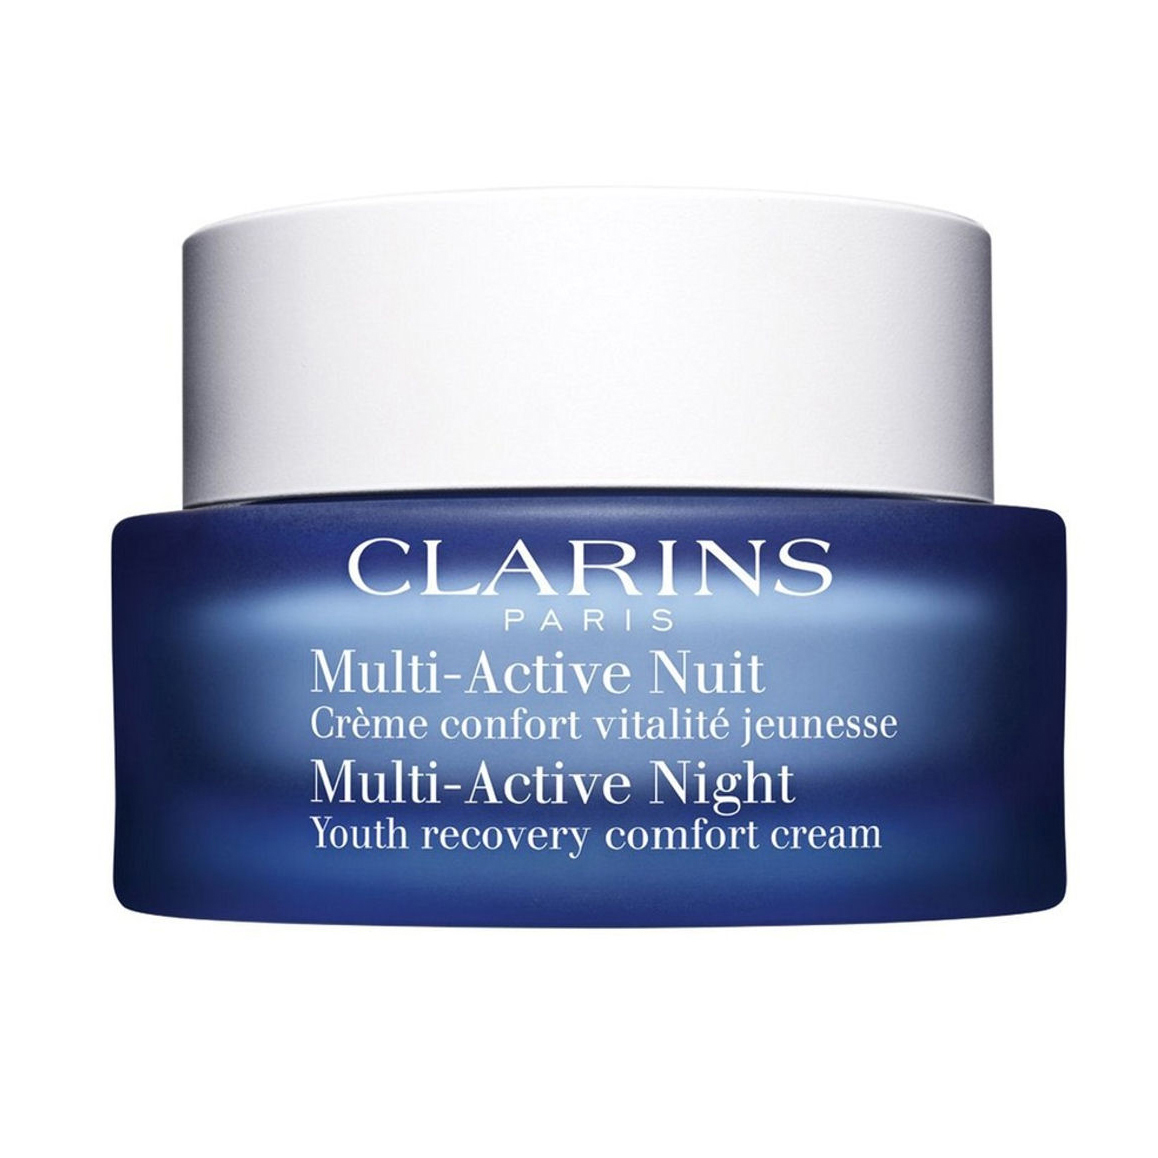 CLARINS
PARIS
Multi-Active Nuit
Crème confort vitalité jeunesse
Multi-Active Night
Youth recovery comfort cream